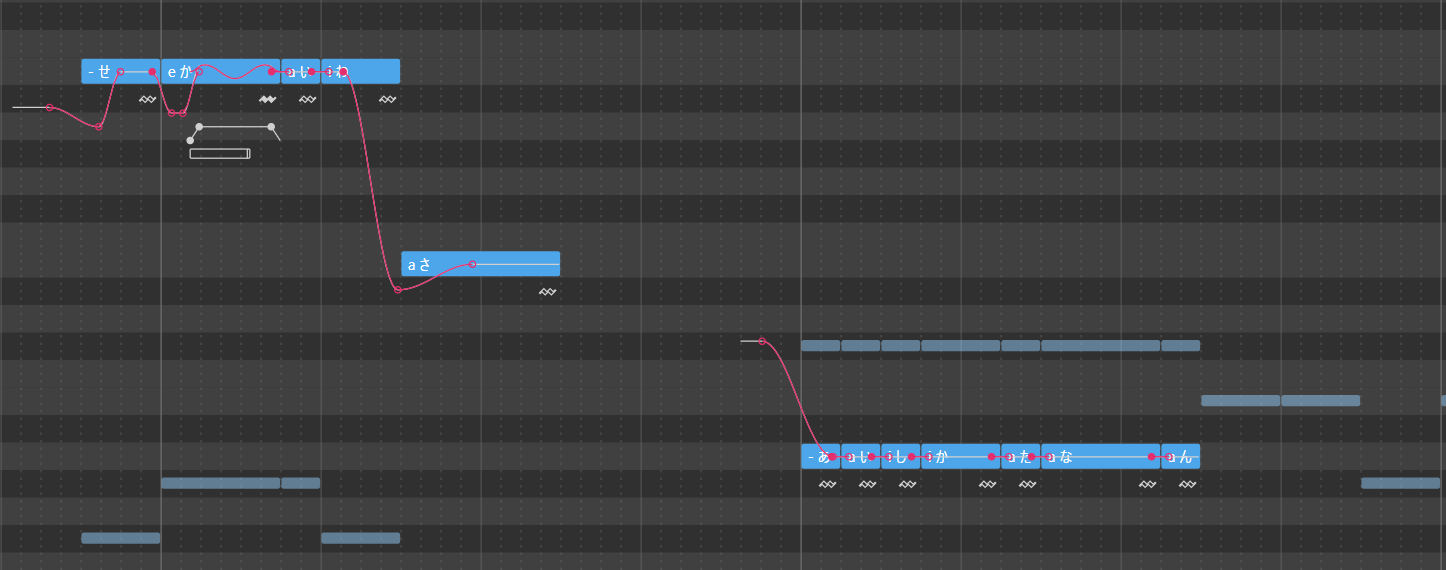 - せ e か a い i わ
a さ
- あ a い i し i か a た a な a ん